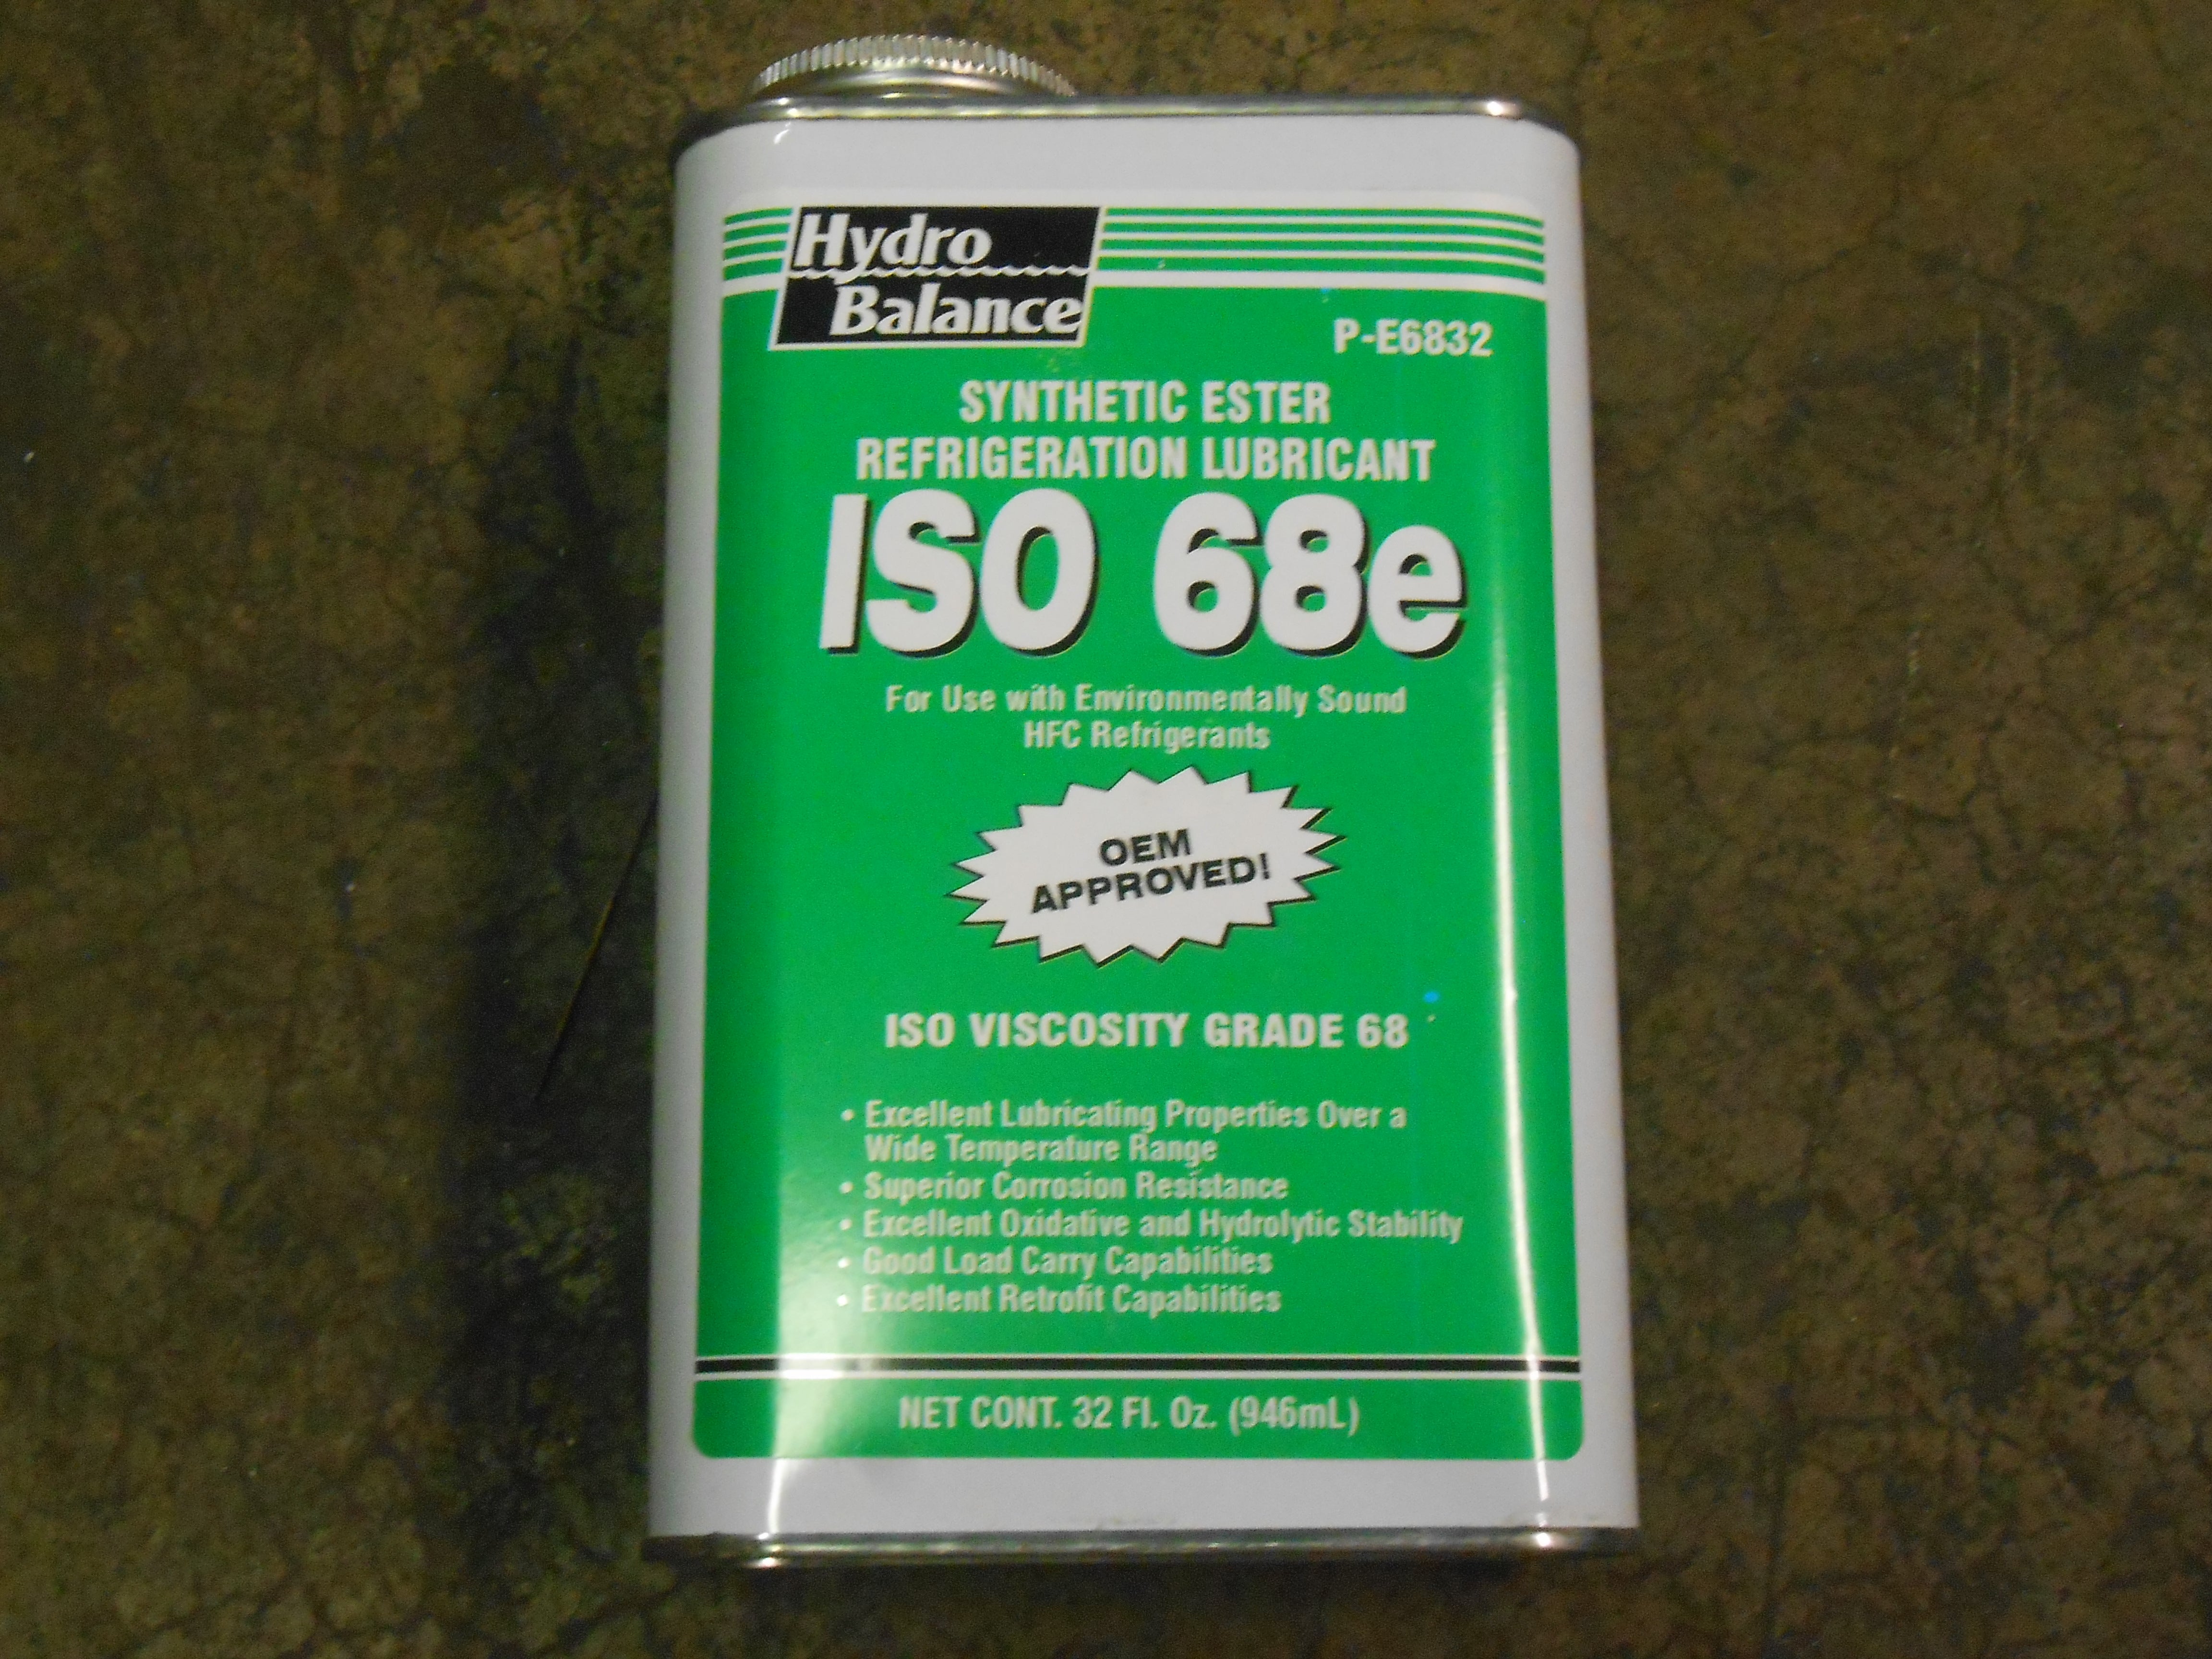 Hydro
Balance
P-E6832
SYNTHETIC ESTER
REFRIGERATION LUBRICANT
ISO 68e
For Use with Environmentally Sound
HFC Refrigerants
OEM
APPROVED!
ISO VISCOSITY GRADE 68
• Excellent Lubricating Properties Over a
Wide Temperature Range
• Superior Corrosion Resistance
• Excellent Oxidative and Hydrolytic Stability
• Good Load Carry Capabilities
• Excellent Retrofit Capabilities
NET CONT. 32 Fl. Oz. (946mL)